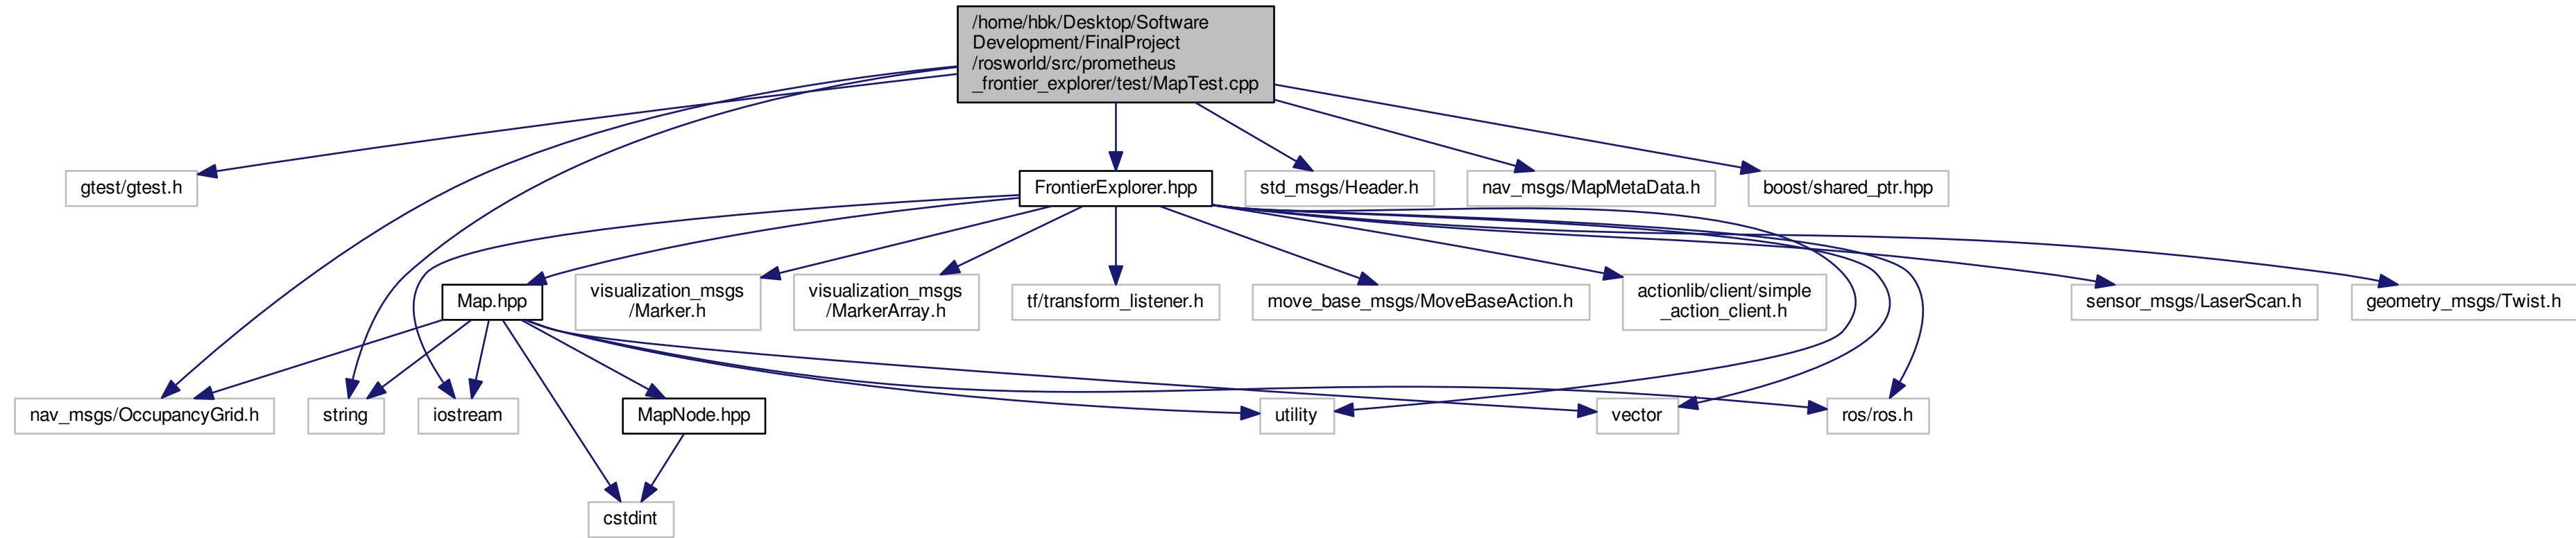 /home/hbk/Desktop/Software
Development/FinalProject
/rosworld/src/prometheus
_frontier_explorer/test/MapTest.cpp
gtest/gtest.h
FrontierExplorer.hpp
std_msgs/Header.h
nav_msgs/MapMetaData.h
boost/shared_ptr.hpp
Map.hpp
visualization_msgs
/Marker.h
visualization_msgs
/MarkerArray.h
tf/transform_listener.h
move_base_msgs/MoveBaseAction.h
actionlib/client/simple
_action_client.h
sensor_msgs/LaserScan.h
geometry_msgs/Twist.h
nav_msgs/OccupancyGrid.h
string
iostream
MapNode.hpp
utility
vector
ros/ros.h
cstdint